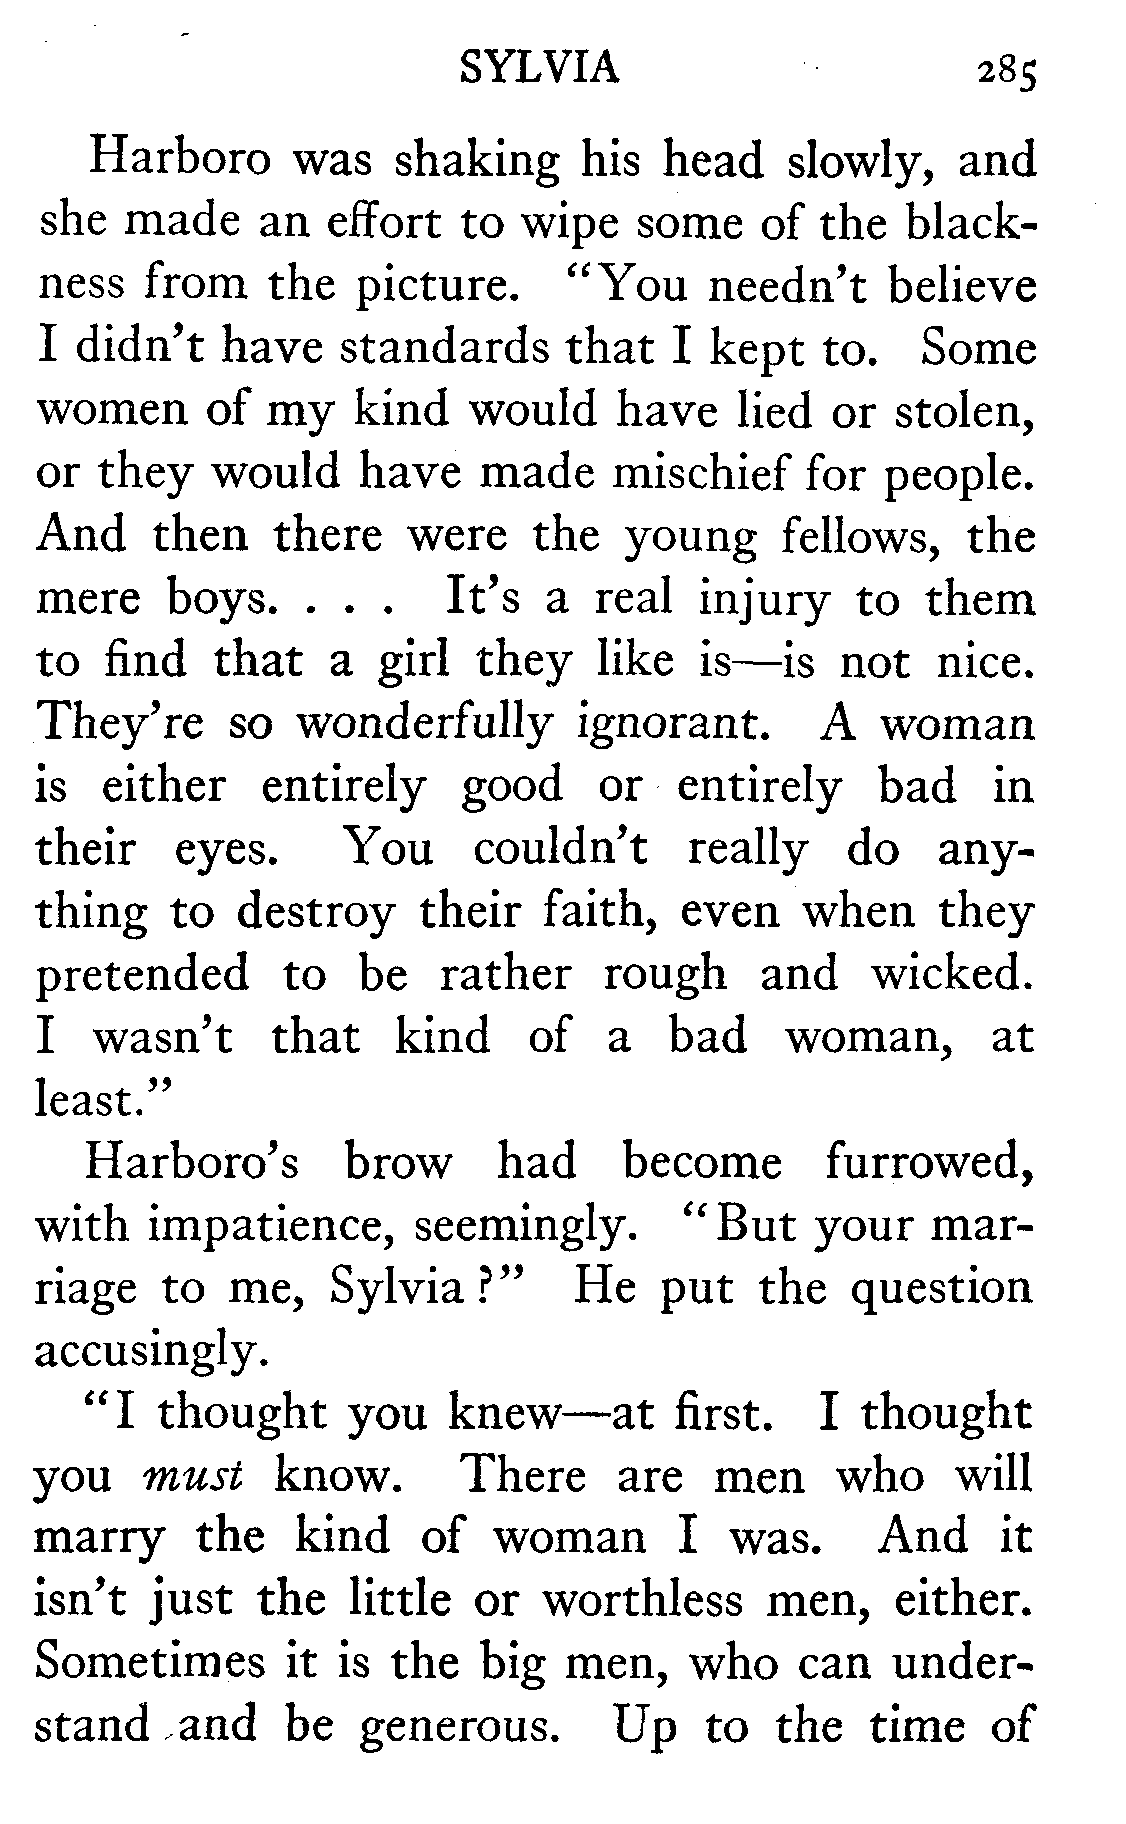 SYLVIA 285
Harboro was shaking his head slowly, and
she made an effort to wipe some of the black-
ness from the picture. "You needn't believe
I didn't have standards that I kept to. Some
women of my kind would have lied or stolen,
or they would have made mischief for people.
And then there were the young fellows, the
mere boys. . . . It's a real injury to them
to find that a girl they like is—is not nice.
They're so wonderfully ignorant. A woman
is either entirely good or entirely bad in
their eyes. You couldn't really do any-
thing to destroy their faith, even when they
pretended to be rather rough and wicked.
I wasn't that kind of a bad woman, at
least."
Harboro's brow had become furrowed,
with impatience, seemingly. "But your mar-
riage to me, Sylvia?" He put the question
accusingly.
"I thought you knew—at first. I thought
you must know. There are men who will
marry the kind of woman I was. And it
isn't just the little or worthless men, either.
Sometimes it is the big men, who can under-
stand and be generous. Up to the time of